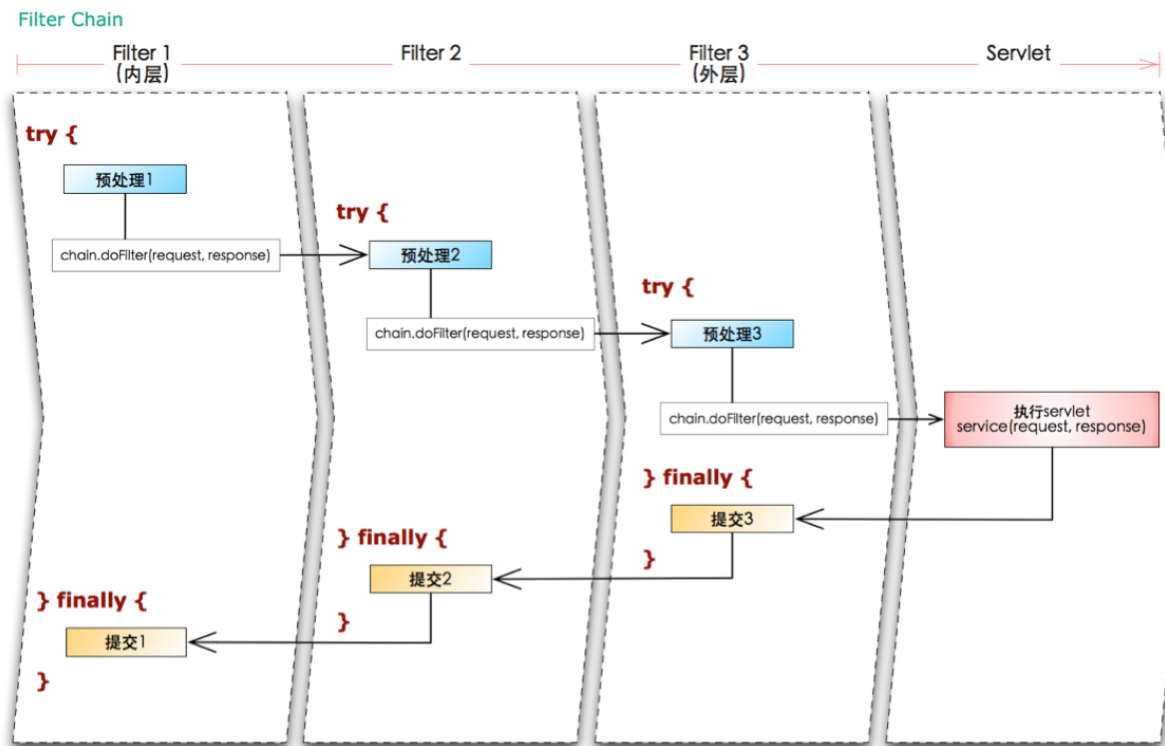 Filter Chain
Filter 1
(内层)
Filter 2
Filter 3
(外层)
Servlet
try {
预处理1
chain.doFilter(request, response)
try {
预处理2
chain.doFilter(request, response)
try {
预处理3
chain.doFilter(request, response)
执行servlet
service(request, response)
} finally {
提交3
}
} finally {
提交2
}
} finally {
提交1
}